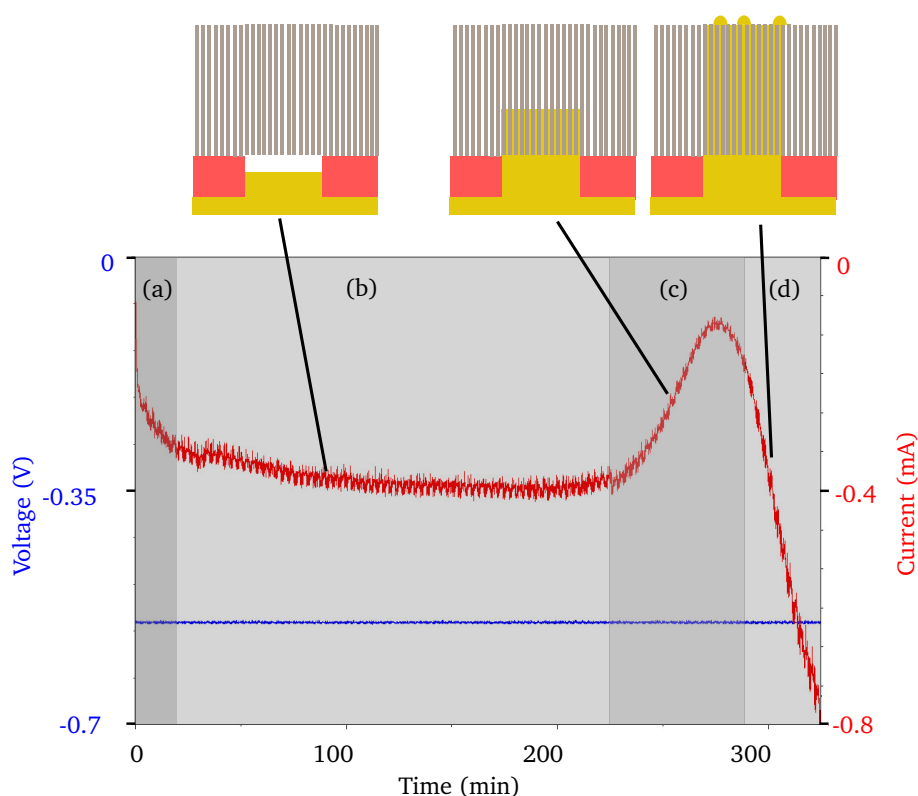 0
0
(a)
(b)
(c)
(d)
Voltage (V)
-0.35
-0.4
Current (mA)
-0.7
-0.8
0
100
200
300
Time (min)